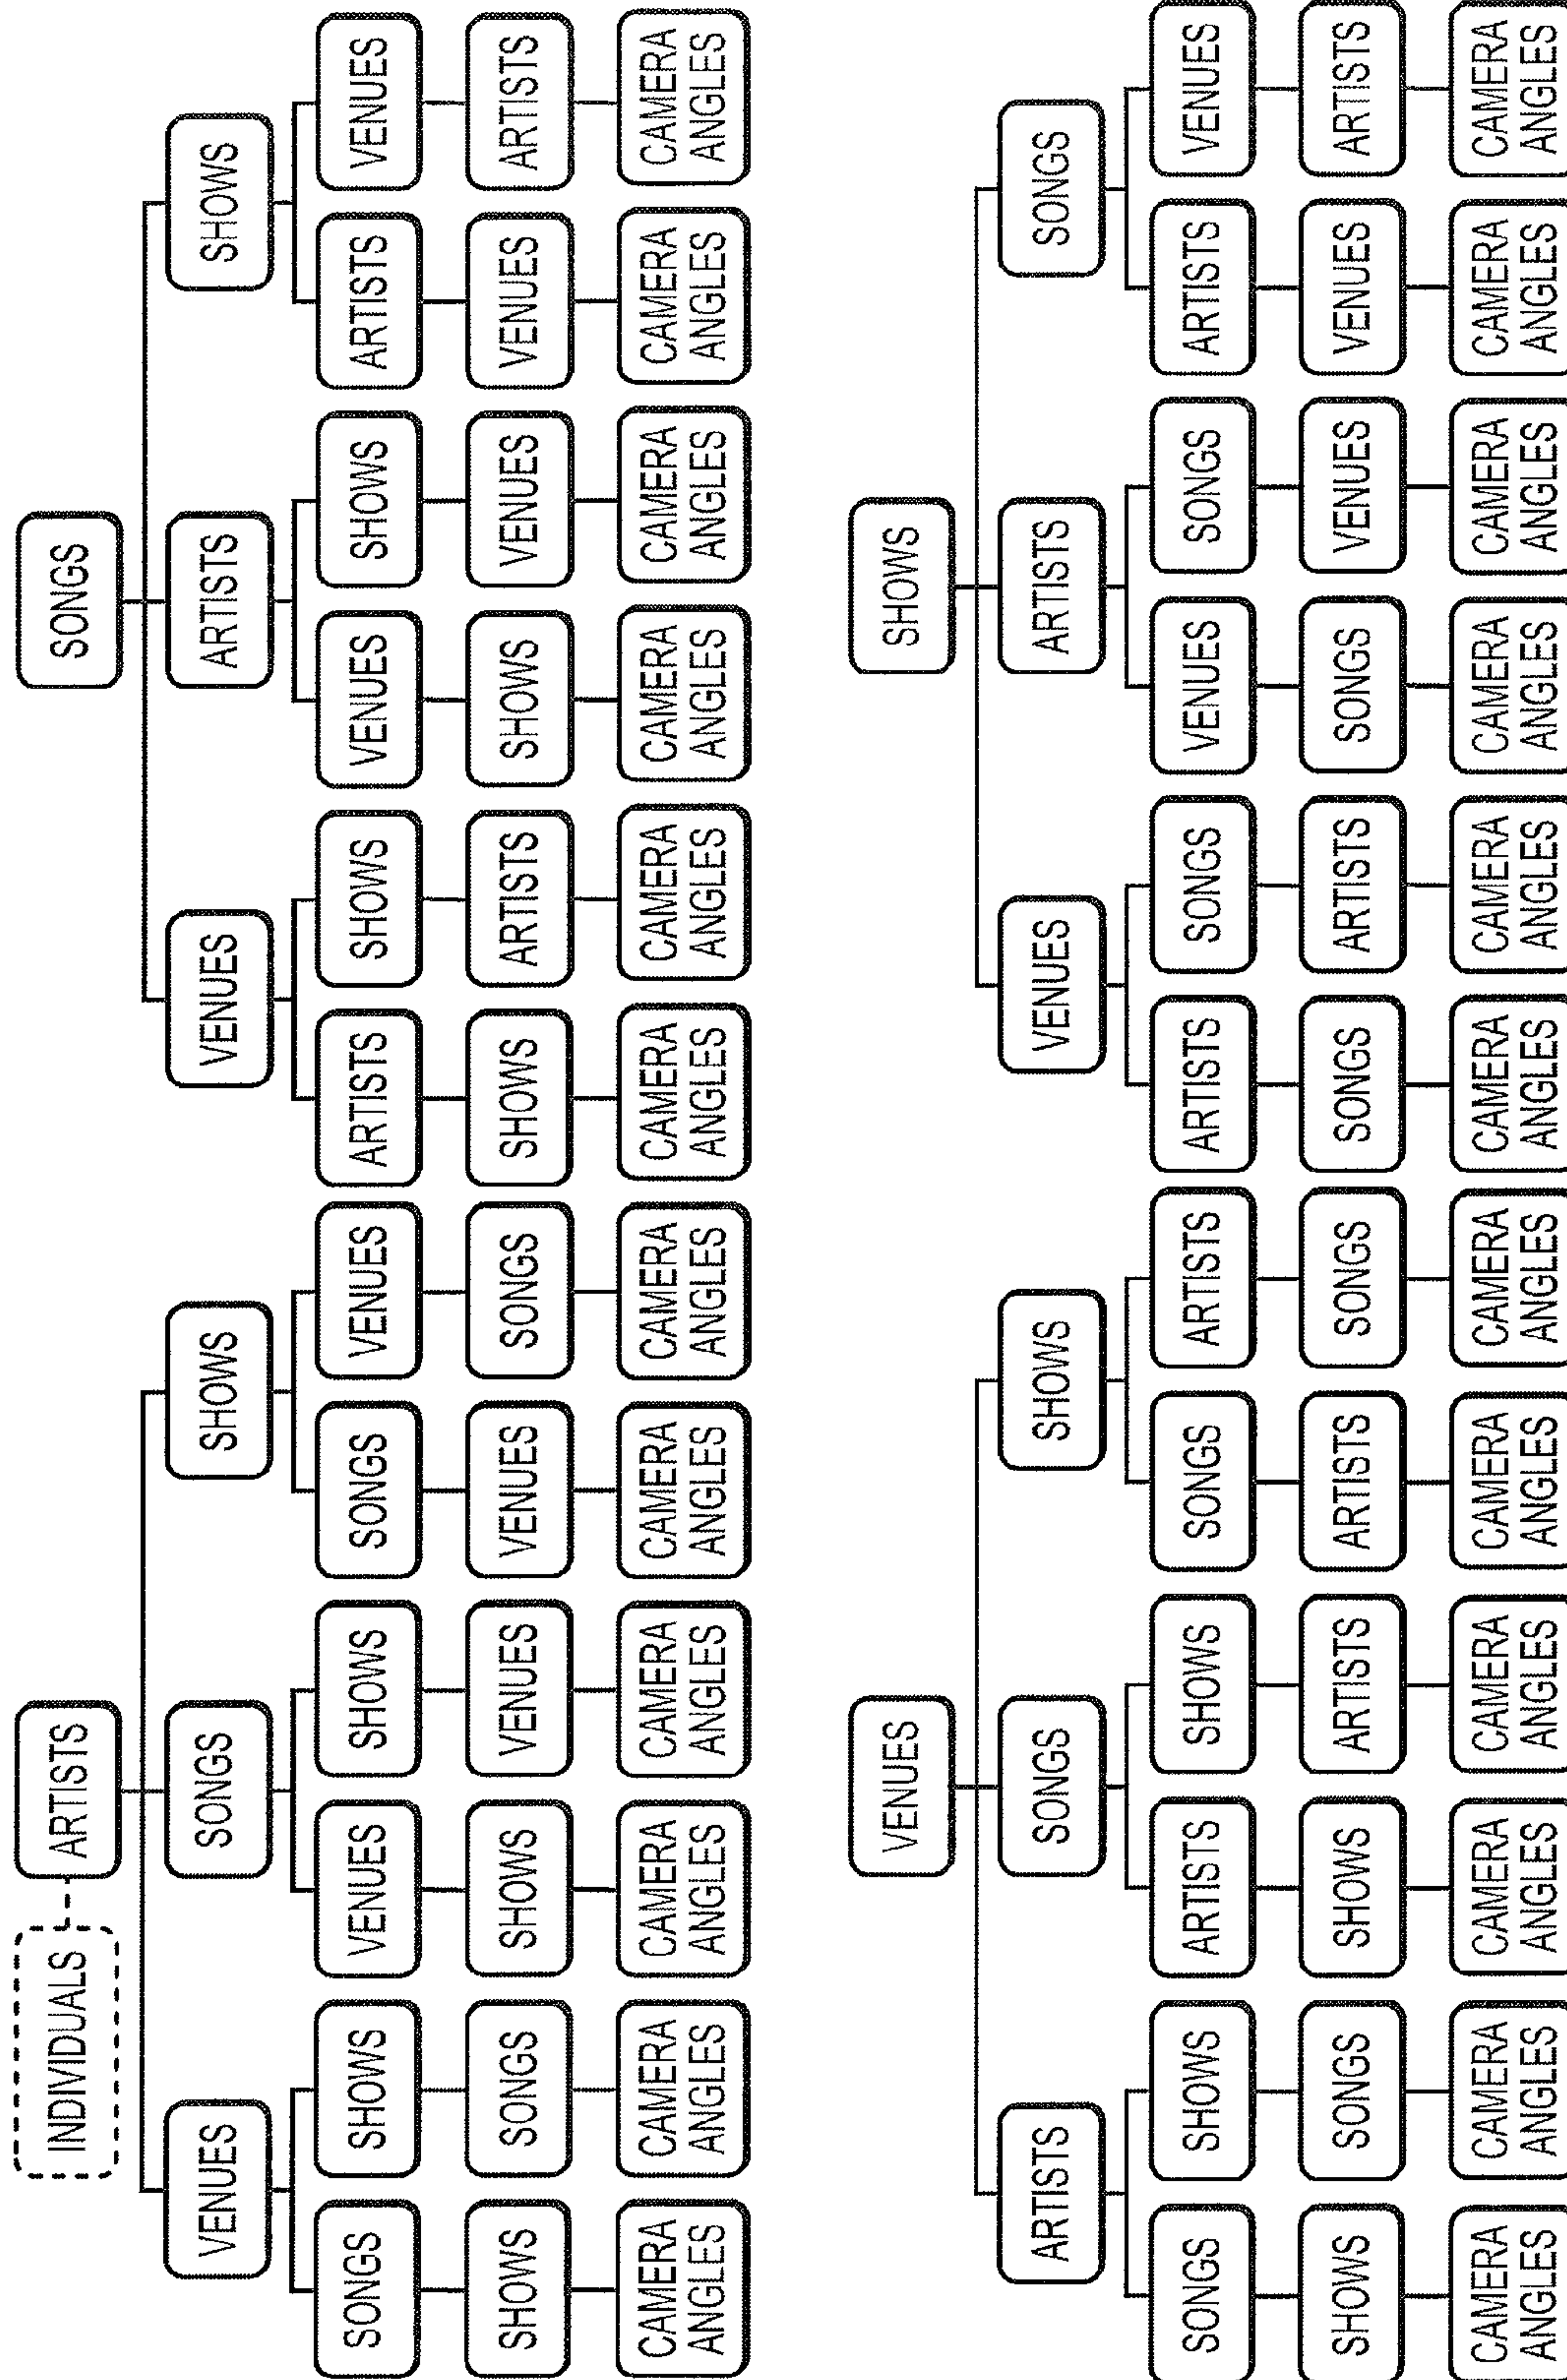 INDIVIDUALS ARTISTS SONGS
VENUES SONGS SHOWS VENUES ARTISTS SHOWS
SONGS SHOWS VENUES SHOWS SONGS VENUES ARTISTS SHOWS VENUES SHOWS ARTISTS VENUES
SHOWS SONGS SHOWS VENUES VENUES SONGS SHOWS ARTISTS SHOWS VENUES VENUES ARTISTS
CAMERA CAMERA CAMERA CAMERA CAMERA CAMERA CAMERA CAMERA CAMERA CAMERA CAMERA CAMERA
ANGLES ANGLES ANGLES ANGLES ANGLES ANGLES ANGLES ANGLES ANGLES ANGLES ANGLES ANGLES
VENUES SHOWS
ARTISTS SONGS SHOWS VENUES ARTISTS SONGS
SONGS SHOWS ARTISTS SHOWS SONGS ARTISTS ARTISTS SONGS VENUES SONGS ARTISTS VENUES
SHOWS SONGS SHOWS ARTISTS ARTISTS SONGS SONGS ARTISTS SONGS VENUES VENUES ARTISTS
CAMERA CAMERA CAMERA CAMERA CAMERA CAMERA CAMERA CAMERA CAMERA CAMERA CAMERA CAMERA
ANGLES ANGLES ANGLES ANGLES ANGLES ANGLES ANGLES ANGLES ANGLES ANGLES ANGLES ANGLES